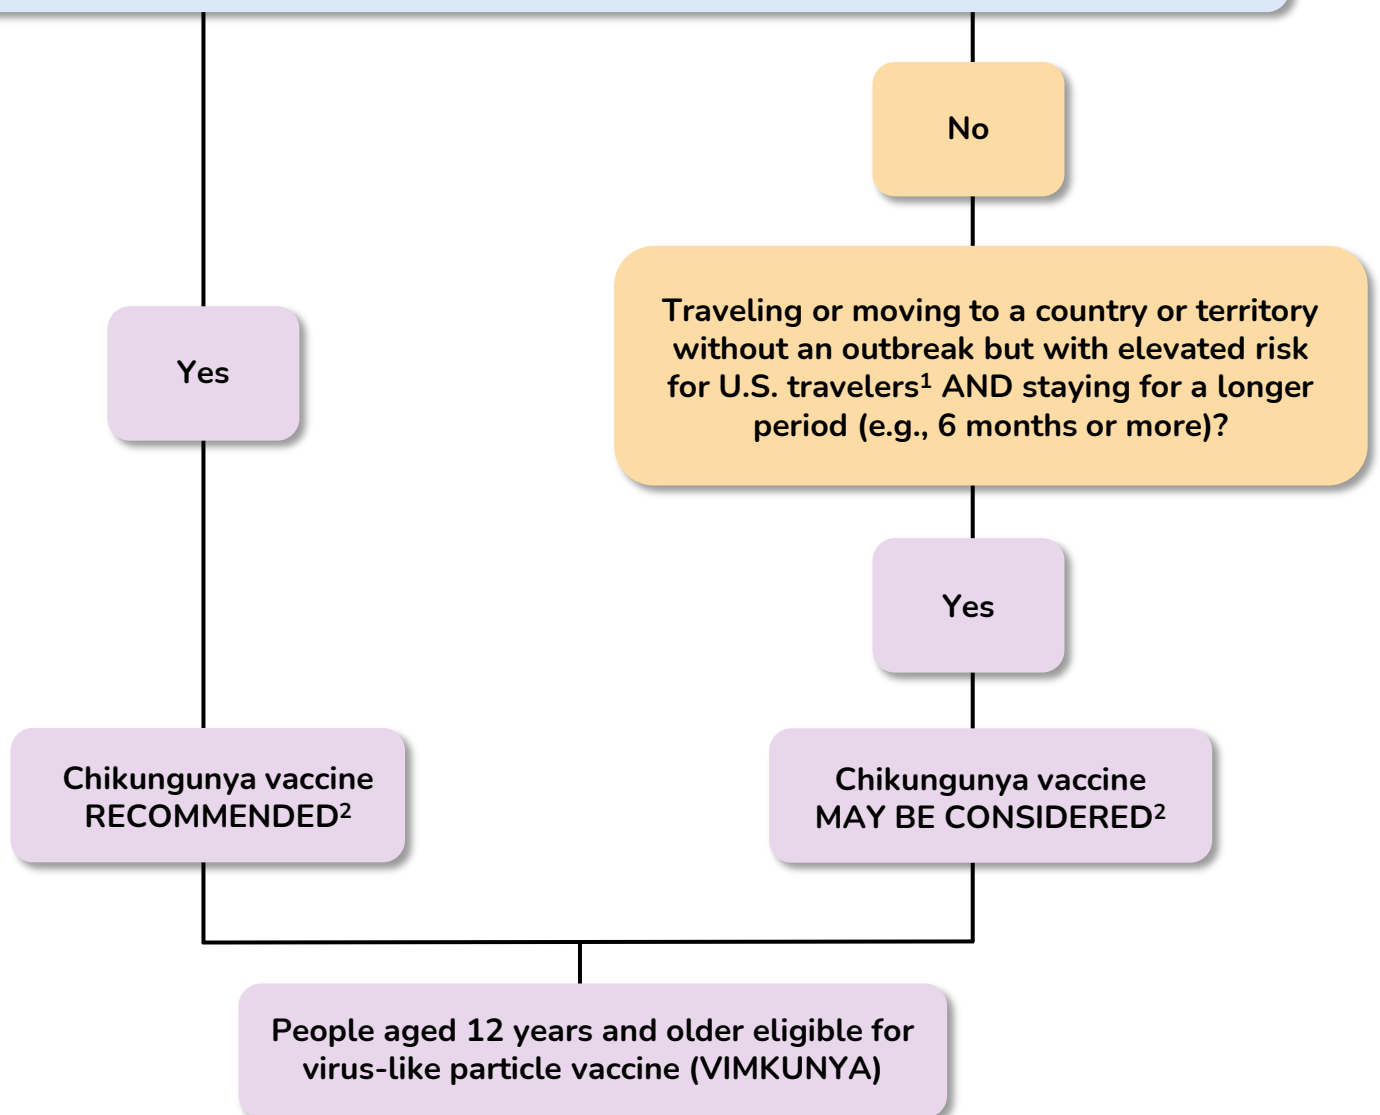 No
Traveling or moving to a country or territory
without an outbreak but with elevated risk
for U.S. travelers¹ AND staying for a longer
period (e.g., 6 months or more)?
Yes
Yes
Chikungunya vaccine
RECOMMENDED²
Chikungunya vaccine
MAY BE CONSIDERED²
People aged 12 years and older eligible for
virus-like particle vaccine (VIMKUNYA)